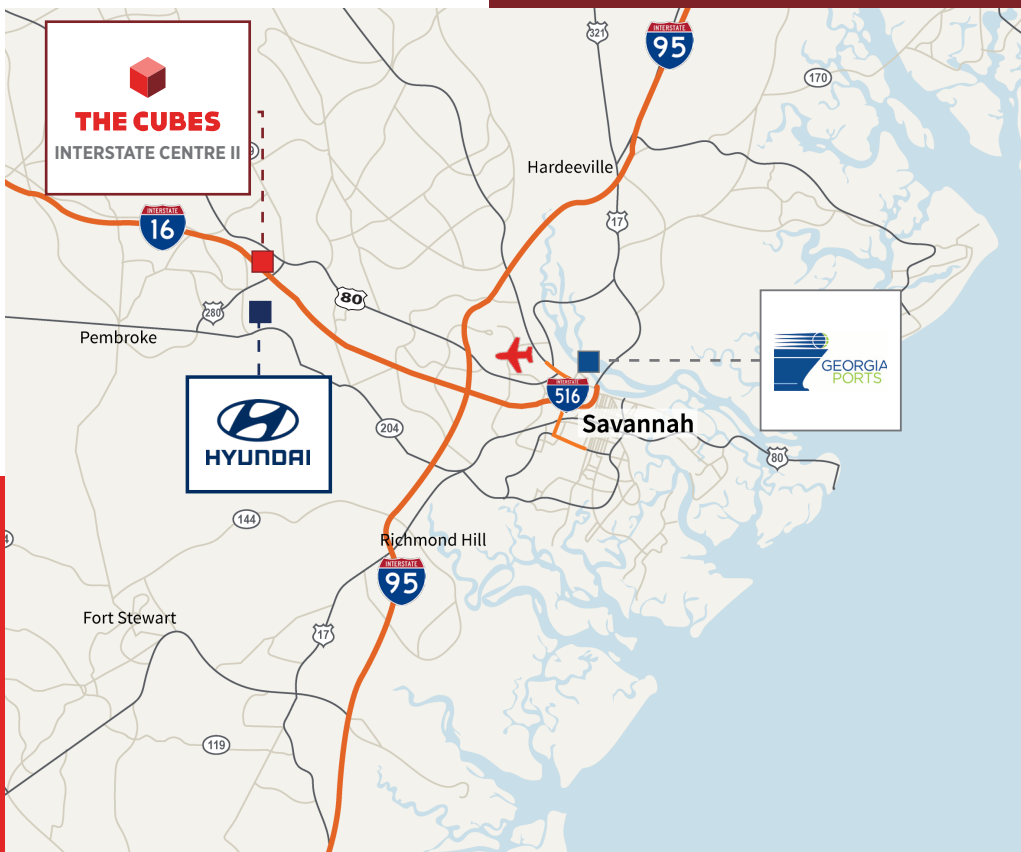 THE CUBES
INTERSTATE CENTRE II
321
INTERSTATE
95
170
Hardeeville
INTERSTATE
16
17
80
280
Pembroke
GEORGIA
PORTS
INTERSTATE
516
Savannah
HYUNDAI
204
80
144
Richmond Hill
INTERSTATE
95
Fort Stewart
17
119